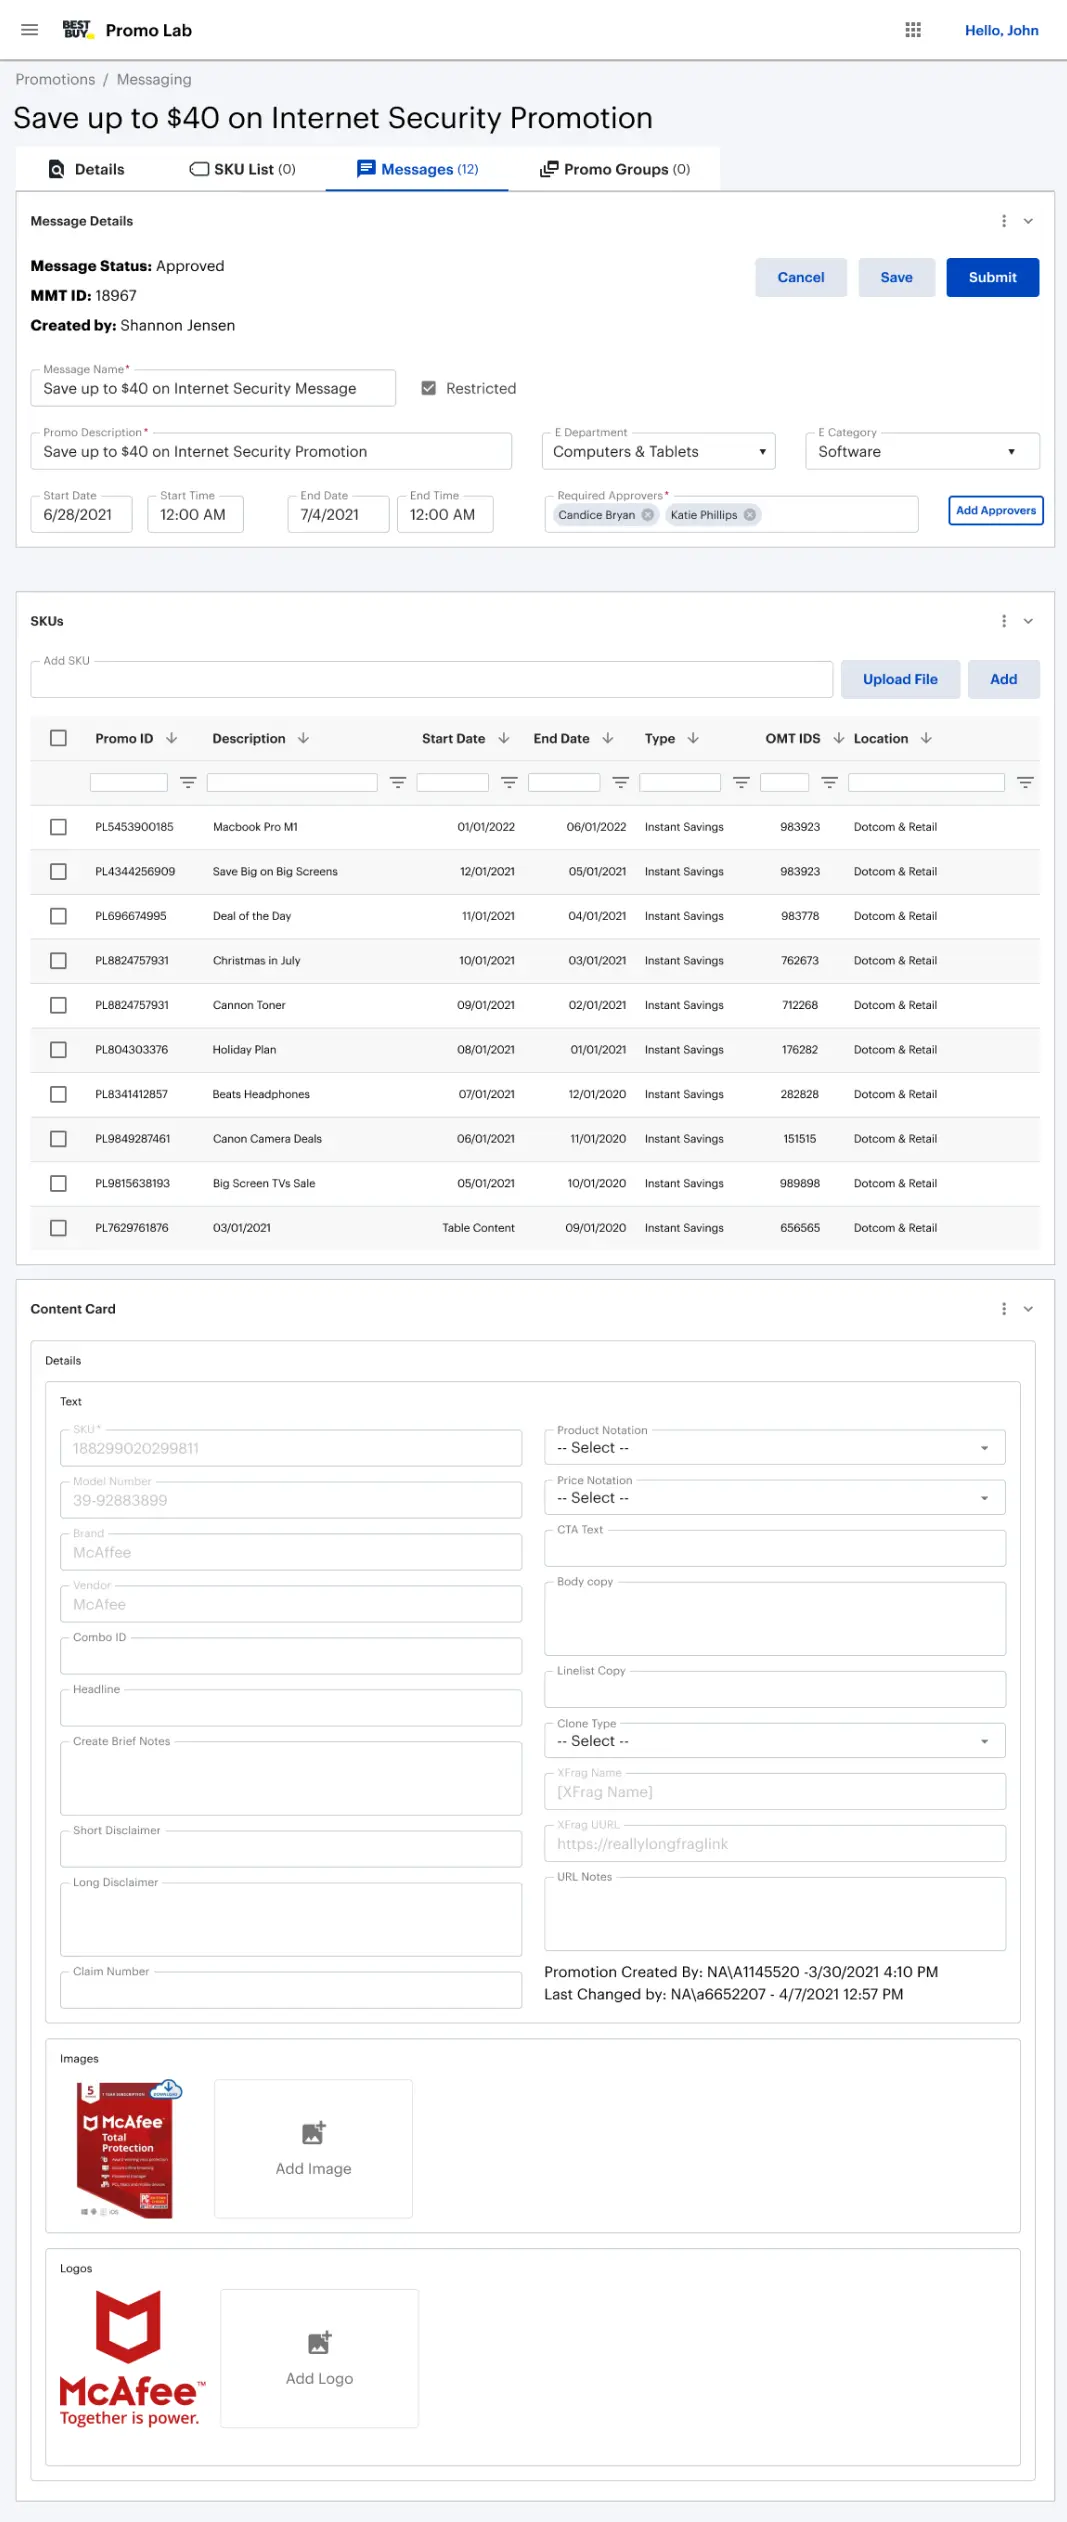 BEST BUY Promo Lab Hello, John
Promotions / Messaging
Save up to $40 on Internet Security Promotion
Details SKU List (0) Messages (12) Promo Groups (0)
Message Details
Message Status: Approved
Cancel Save Submit
MMT ID: 18967
Created by: Shannon Jensen
Message Name*
Save up to $40 on Internet Security Message Restricted
Promo Description* E Department E Category
Save up to $40 on Internet Security Promotion Computers & Tablets Software
Start Date Start Time End Date End Time Required Approvers*
6/28/2021 12:00 AM 7/4/2021 12:00 AM Candice Bryan Katie Phillips Add Approvers
SKUs
Add SKU
Upload File Add
Promo ID Description Start Date End Date Type OMT IDS Location
PL5453900185 Macbook Pro M1 01/01/2022 06/01/2022 Instant Savings 983923 Dotcom & Retail
PL4344256909 Save Big on Big Screens 12/01/2021 05/01/2021 Instant Savings 983923 Dotcom & Retail
PL696674995 Deal of the Day 11/01/2021 04/01/2021 Instant Savings 983778 Dotcom & Retail
PL8824757931 Christmas in July 10/01/2021 03/01/2021 Instant Savings 762673 Dotcom & Retail
PL8824757931 Cannon Toner 09/01/2021 02/01/2021 Instant Savings 712268 Dotcom & Retail
PL804303376 Holiday Plan 08/01/2021 01/01/2021 Instant Savings 176282 Dotcom & Retail
PL8341412857 Beats Headphones 07/01/2021 12/01/2020 Instant Savings 282828 Dotcom & Retail
PL9849287461 Canon Camera Deals 06/01/2021 11/01/2020 Instant Savings 151515 Dotcom & Retail
PL9815638193 Big Screen TVs Sale 05/01/2021 10/01/2020 Instant Savings 989898 Dotcom & Retail
PL7629761876 03/01/2021 Table Content 09/01/2020 Instant Savings 656565 Dotcom & Retail
Content Card
Details
Text
SKU*
188299020299811
Model Number
39-92883899
Brand
McAffee
Vendor
McAfee
Combo ID
Headline
Create Brief Notes
Short Disclaimer
Long Disclaimer
Claim Number
Product Notation
-- Select --
Price Notation
-- Select --
CTA Text
Body copy
Linelist Copy
Clone Type
-- Select --
XFrag Name
[XFrag Name]
XFrag UURL
https://reallylongfraglink
URL Notes
Promotion Created By: NA\A1145520 -3/30/2021 4:10 PM
Last Changed by: NA\a6652207 - 4/7/2021 12:57 PM
Images
5 1 YEAR SUBSCRIPTION DOWNLOAD
McAfee
Total
Protection
Add Image
Logos
McAfee™
Together is power.
Add Logo